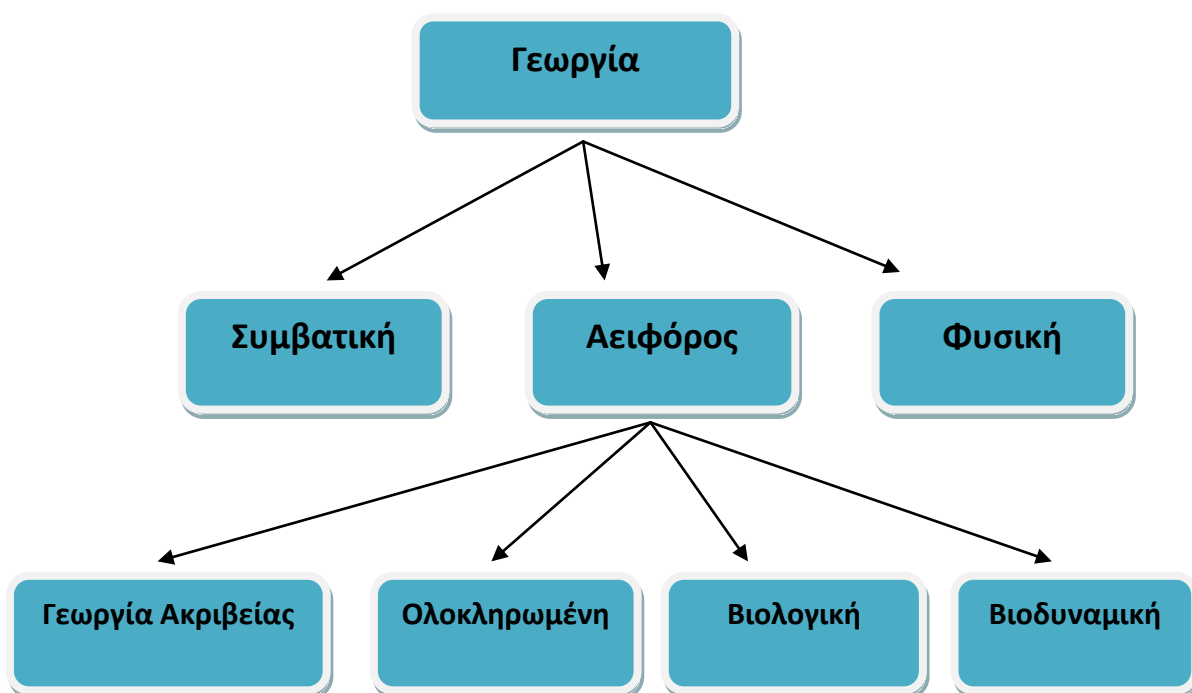 Γεωργία
Συμβατική
Αειφόρος
Φυσική
Γεωργία Ακριβείας
Ολοκληρωμένη
Βιολογική
Βιοδυναμική